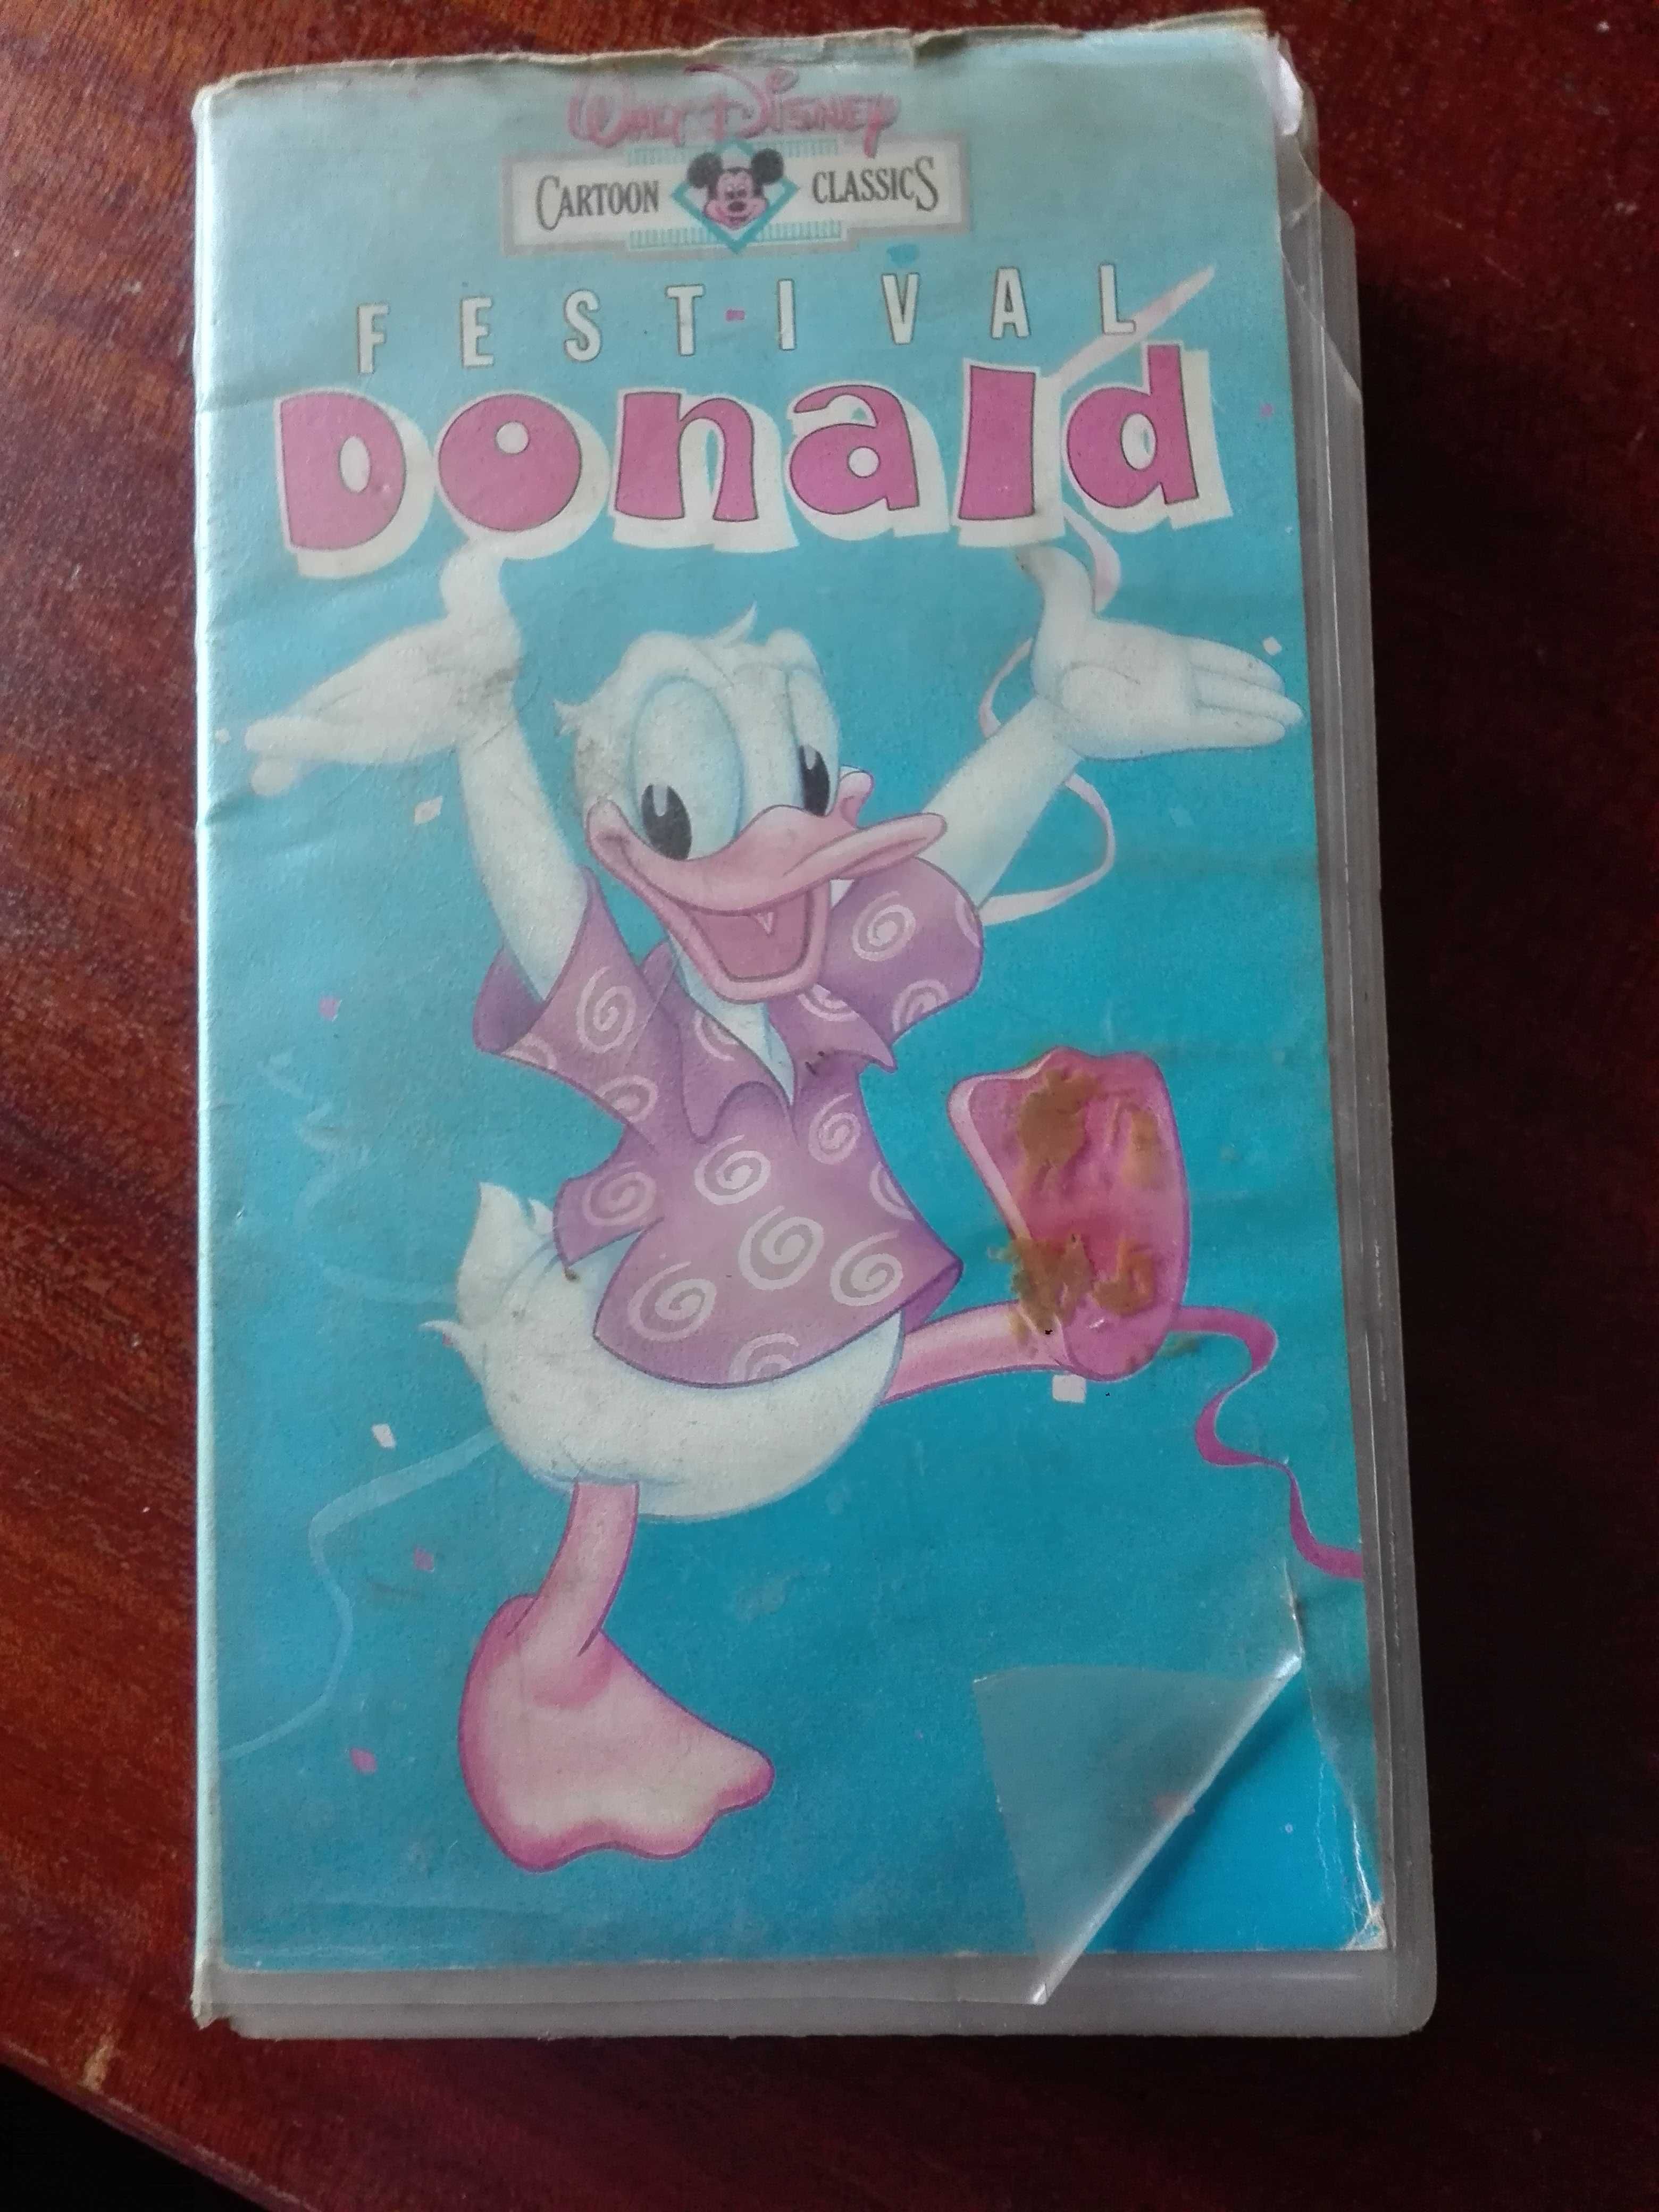 WALT DISNEY
CARTOON CLASSICS
FESTIVAL
Donald